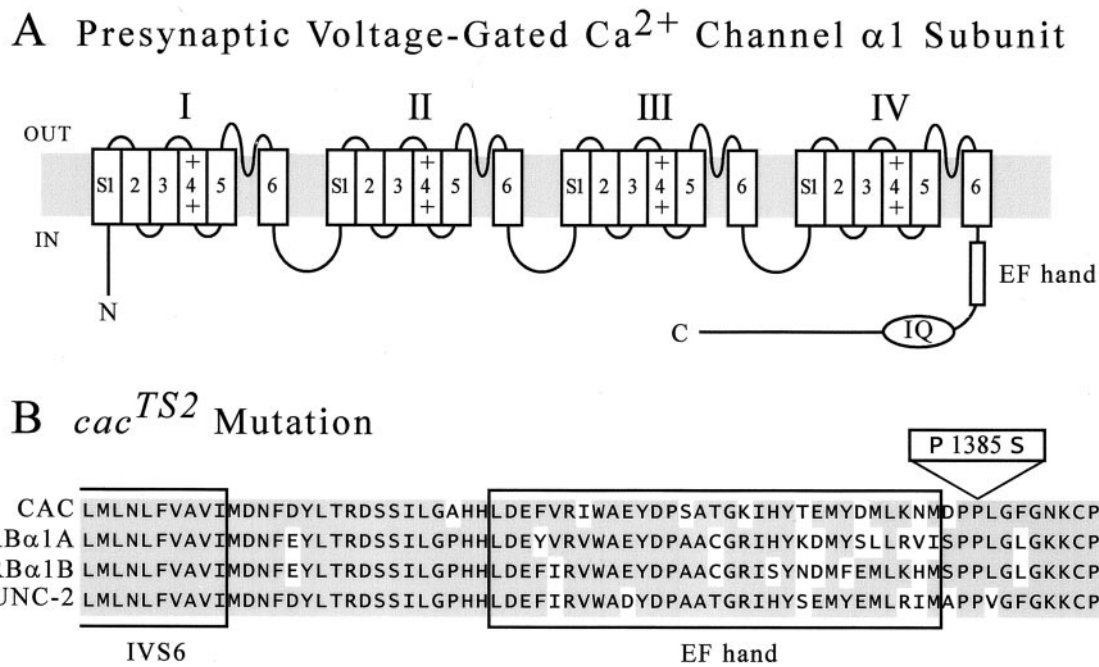 A Presynaptic Voltage-Gated Ca2+ Channel α1 Subunit
I II III IV
OUT
S1 2 3 + 4 + 5 6 S1 2 3 + 4 + 5 6 S1 2 3 + 4 + 5 6 S1 2 3 + 4 + 5 6
IN
EF hand
N
C IQ
B cacTS2 Mutation
P 1385 S
CAC LMLNLFVAVIMDNFDYLTRDSSILGAHHLDEFVRIWAEYDPSATGKIHYTEMYDMLKNMDPPLGFGNKCP
RBα1A LMLNLFVAVIMDNFEYLTRDSSILGPHHLDEYVRVWAEYDPAACGRIHYKDMYSLLRVISPPLGLGKKCP
RBα1B LMLNLFVAVIMDNFEYLTRDSSILGPHHLDEFIRVWAEYDPAACGRISYNDMFEMLKHMSPPLGLGKKCP
UNC-2 LMLNLFVAVIMDNFDYLTRDSSILGPHHLDEFIRVWADYDPAATGRIHYSEMYEMLRIMAPPVGFGKKCP
IVS6 EF hand